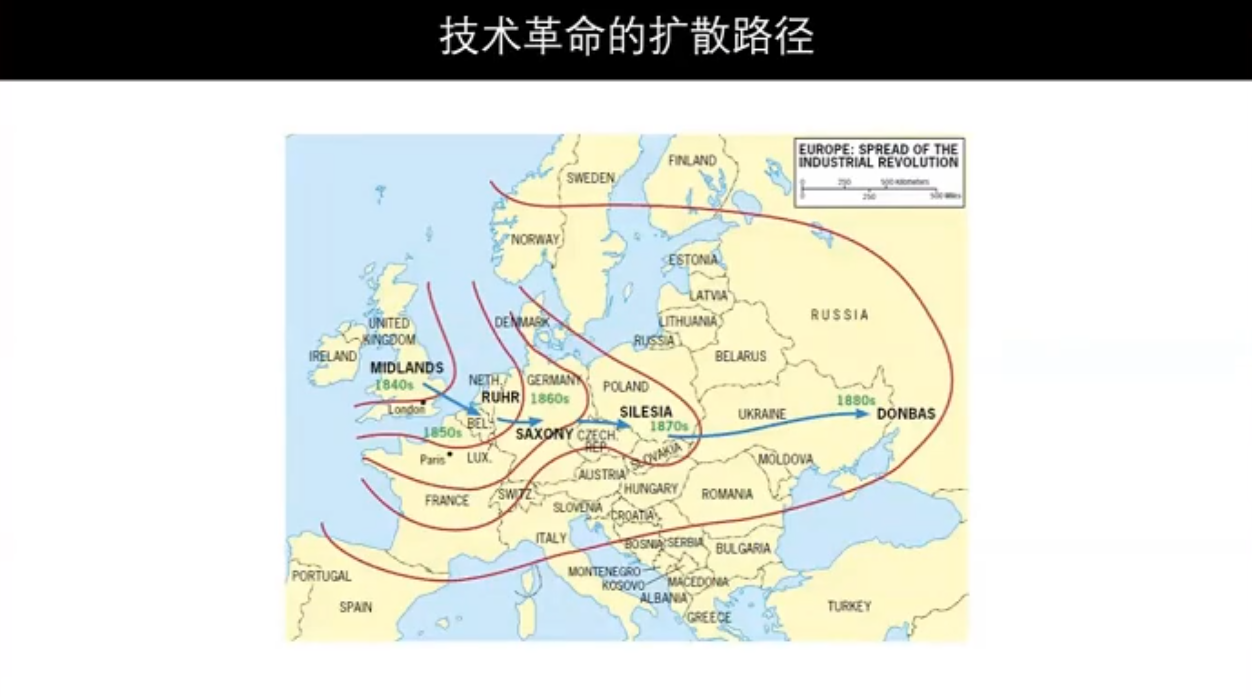 技术革命的扩散路径
EUROPE: SPREAD OF THE
INDUSTRIAL REVOLUTION
0 250 500 Kilometers
0 250 500 Miles
FINLAND
SWEDEN
NORWAY
ESTONIA
LATVIA
RUSSIA
DENMARK
LITHUANIA
UNITED
KINGDOM
RUSSIA
IRELAND
BELARUS
MIDLANDS
1840s
NETH.
GERMANY
POLAND
RUHR
1860s
1880s
London
SILESIA
UKRAINE
DONBAS
BEL.
1870s
1850s
SAXONY
CZECH.
REP.
Paris
LUX.
SLOVAKIA
MOLDOVA
AUSTRIA
HUNGARY
FRANCE
SWITZ.
ROMANIA
SLOVENIA
CROATIA
ITALY
BOSNIA
SERBIA
BULGARIA
MONTENEGRO
KOSOVO
MACEDONIA
ALBANIA
PORTUGAL
SPAIN
GREECE
TURKEY